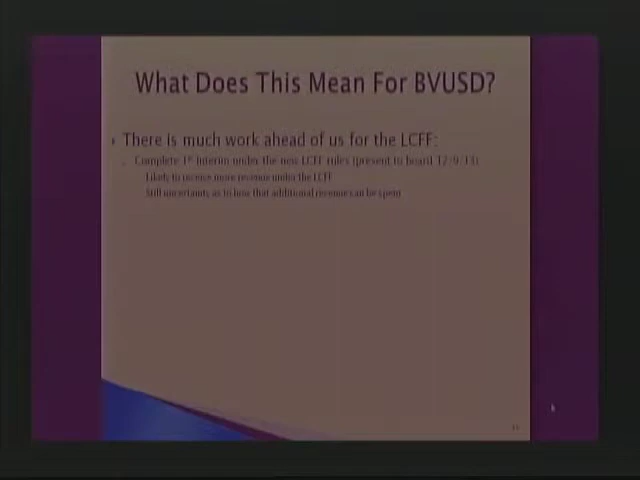 What Does This Mean For BVUSD?
There is much work ahead of us for the LCFF:
Complete 1st Interim under the new LCFF rules (present to board 12/9/13)
Likely to receive more revenue under the LCFF
Still uncertainty as to how that additional revenue can be spent